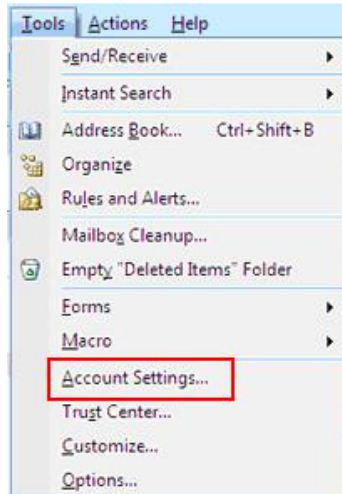 Tools Actions Help
Send/Receive
Instant Search
Address Book... Ctrl+Shift+B
Organize
Rules and Alerts...
Mailbox Cleanup...
Empty "Deleted Items" Folder
Forms
Macro
Account Settings...
Trust Center...
Customize...
Options...